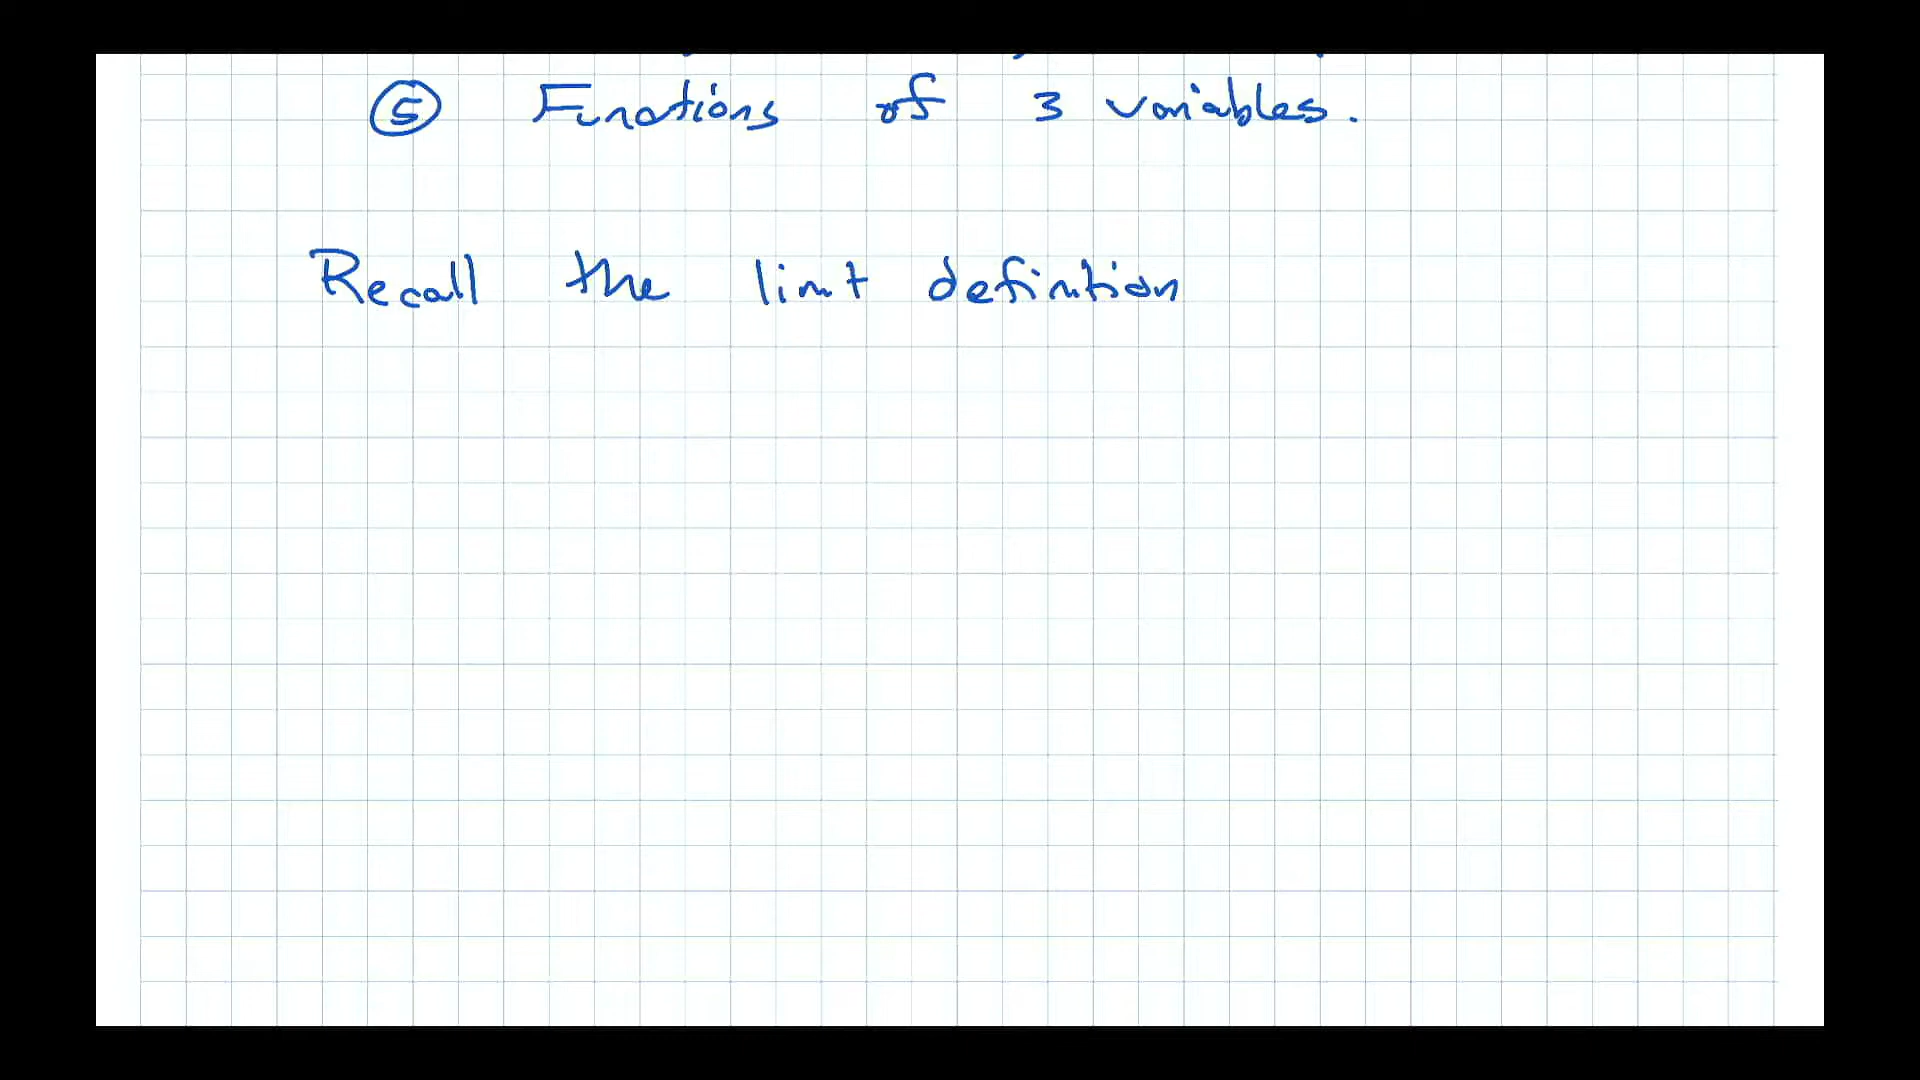 ⑤ Functions of 3 variables.
Recall the limit definition